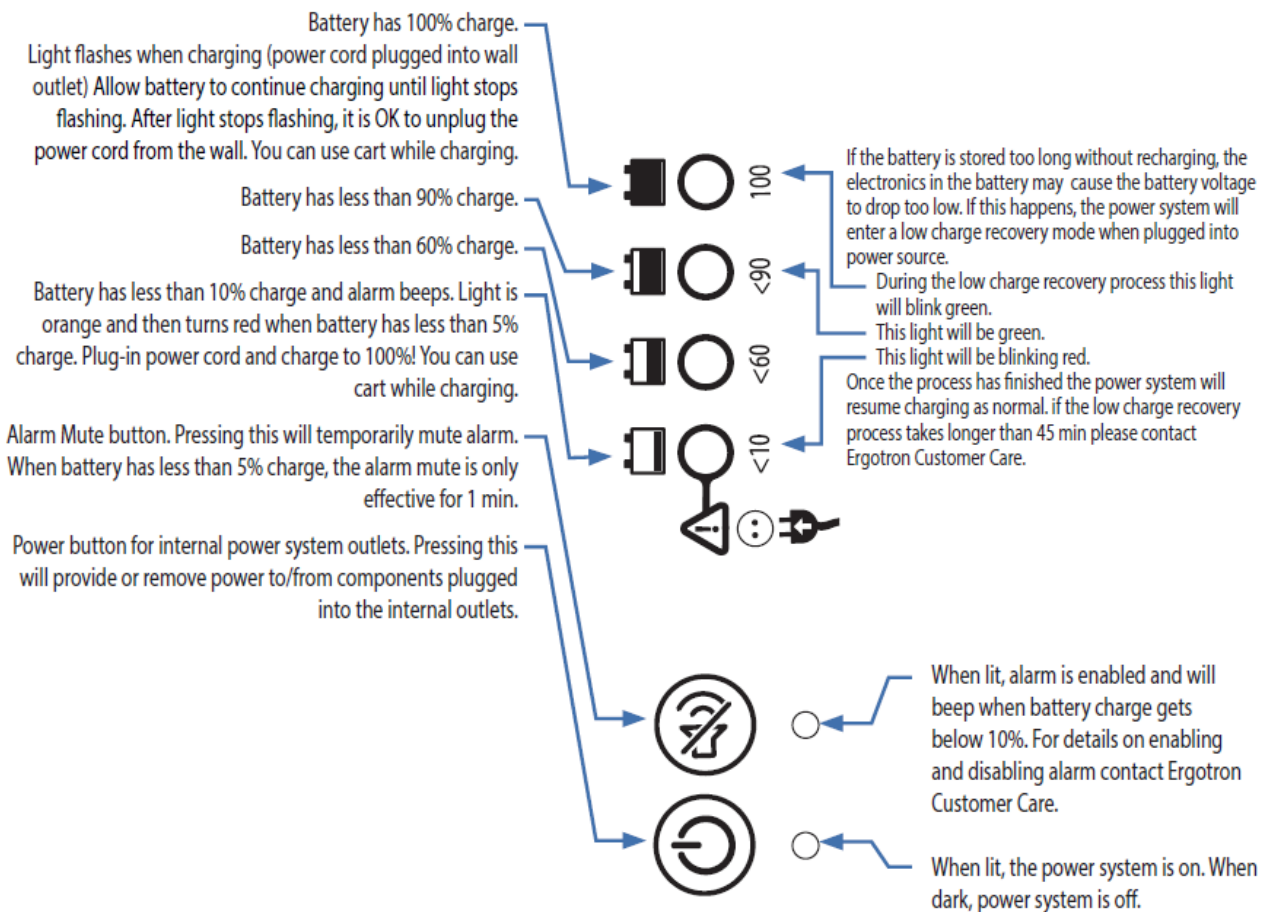 Battery has 100% charge.
Light flashes when charging (power cord plugged into wall
outlet) Allow battery to continue charging until light stops
flashing. After light stops flashing, it is OK to unplug the
power cord from the wall. You can use cart while charging.
Battery has less than 90% charge.
Battery has less than 60% charge.
Battery has less than 10% charge and alarm beeps. Light is
orange and then turns red when battery has less than 5%
charge. Plug-in power cord and charge to 100%! You can use
cart while charging.
Alarm Mute button. Pressing this will temporarily mute alarm.
When battery has less than 5% charge, the alarm mute is only
effective for 1 min.
Power button for internal power system outlets. Pressing this
will provide or remove power to/from components plugged
into the internal outlets.
100
<90
<60
<10
If the battery is stored too long without recharging, the
electronics in the battery may cause the battery voltage
to drop too low. If this happens, the power system will
enter a low charge recovery mode when plugged into
power source.
During the low charge recovery process this light
will blink green.
This light will be green.
This light will be blinking red.
Once the process has finished the power system will
resume charging as normal. if the low charge recovery
process takes longer than 45 min please contact
Ergotron Customer Care.
When lit, alarm is enabled and will
beep when battery charge gets
below 10%. For details on enabling
and disabling alarm contact Ergotron
Customer Care.
When lit, the power system is on. When
dark, power system is off.